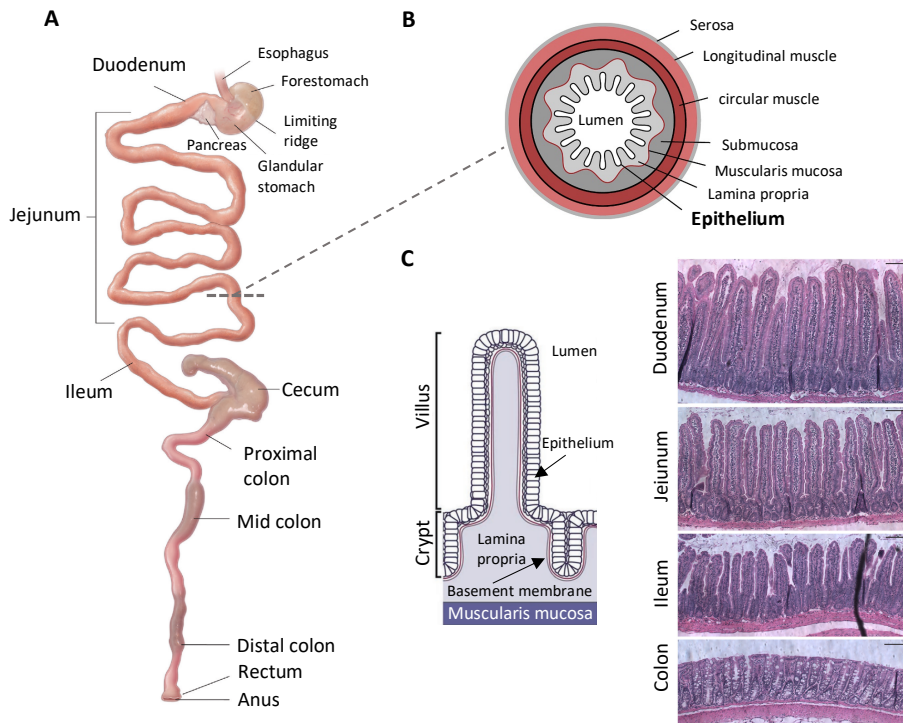 A
Esophagus
Duodenum
Forestomach
Limiting
ridge
Pancreas
Glandular
stomach
Jejunum
Ileum
Cecum
Proximal
colon
Mid colon
Distal colon
Rectum
Anus
B
Serosa
Longitudinal muscle
circular muscle
Lumen
Submucosa
Muscularis mucosa
Lamina propria
Epithelium
C
Villus
Crypt
Lumen
Epithelium
Lamina
propria
Basement membrane
Muscularis mucosa
Duodenum
Jeiunum
Ileum
Colon